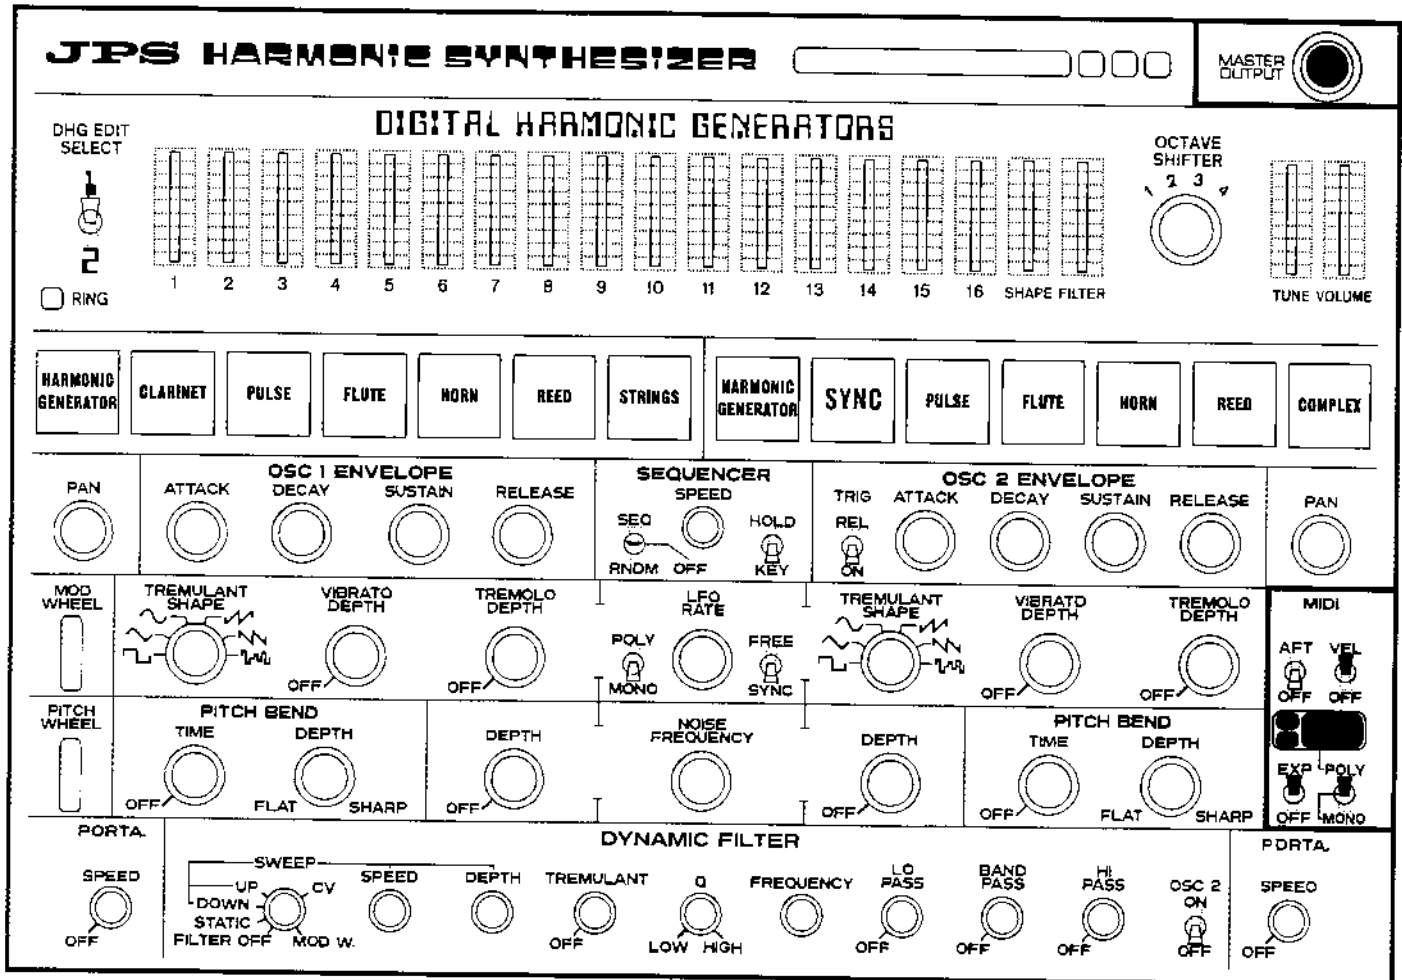 JPS HARMONIC SYNTHESIZER
MASTER
OUTPUT
DHG EDIT
SELECT
1
2
RING
DIGITAL HARMONIC GENERATORS
1 2 3 4 5 6 7 8 9 10 11 12 13 14 15 16 SHAPE FILTER
OCTAVE
SHIFTER
1 2 3 4
TUNE VOLUME
HARMONIC
GENERATOR
CLARINET
PULSE
FLUTE
HORN
REED
STRINGS
HARMONIC
GENERATOR
SYNC
PULSE
FLUTE
HORN
REED
COMPLEX
PAN
OSC 1 ENVELOPE
ATTACK DECAY SUSTAIN RELEASE
SEQUENCER
SPEED
SEQ
RNDM OFF
HOLD
KEY
OSC 2 ENVELOPE
TRIG
REL
ON
ATTACK DECAY SUSTAIN RELEASE
PAN
MOD
WHEEL
TREMULANT
SHAPE
VIBRATO
DEPTH
OFF
TREMOLO
DEPTH
OFF
LFO
RATE
POLY
MONO
FREE
SYNC
TREMULANT
SHAPE
VIBRATO
DEPTH
OFF
TREMOLO
DEPTH
OFF
MIDI
AFT VEL
OFF OFF
EXP POLY
OFF MONO
PITCH
WHEEL
PITCH BEND
TIME DEPTH
OFF FLAT SHARP
DEPTH
OFF
NOISE
FREQUENCY
DEPTH
OFF
PITCH BEND
TIME DEPTH
OFF FLAT SHARP
PORTA.
SPEED
OFF
DYNAMIC FILTER
SWEEP
UP CV
DOWN
STATIC
FILTER OFF MOD W.
SPEED
DEPTH
TREMULANT
OFF
Q
LOW HIGH
FREQUENCY
LO
PASS
OFF
BAND
PASS
OFF
HI
PASS
OFF
OSC 2
ON
OFF
PORTA.
SPEED
OFF